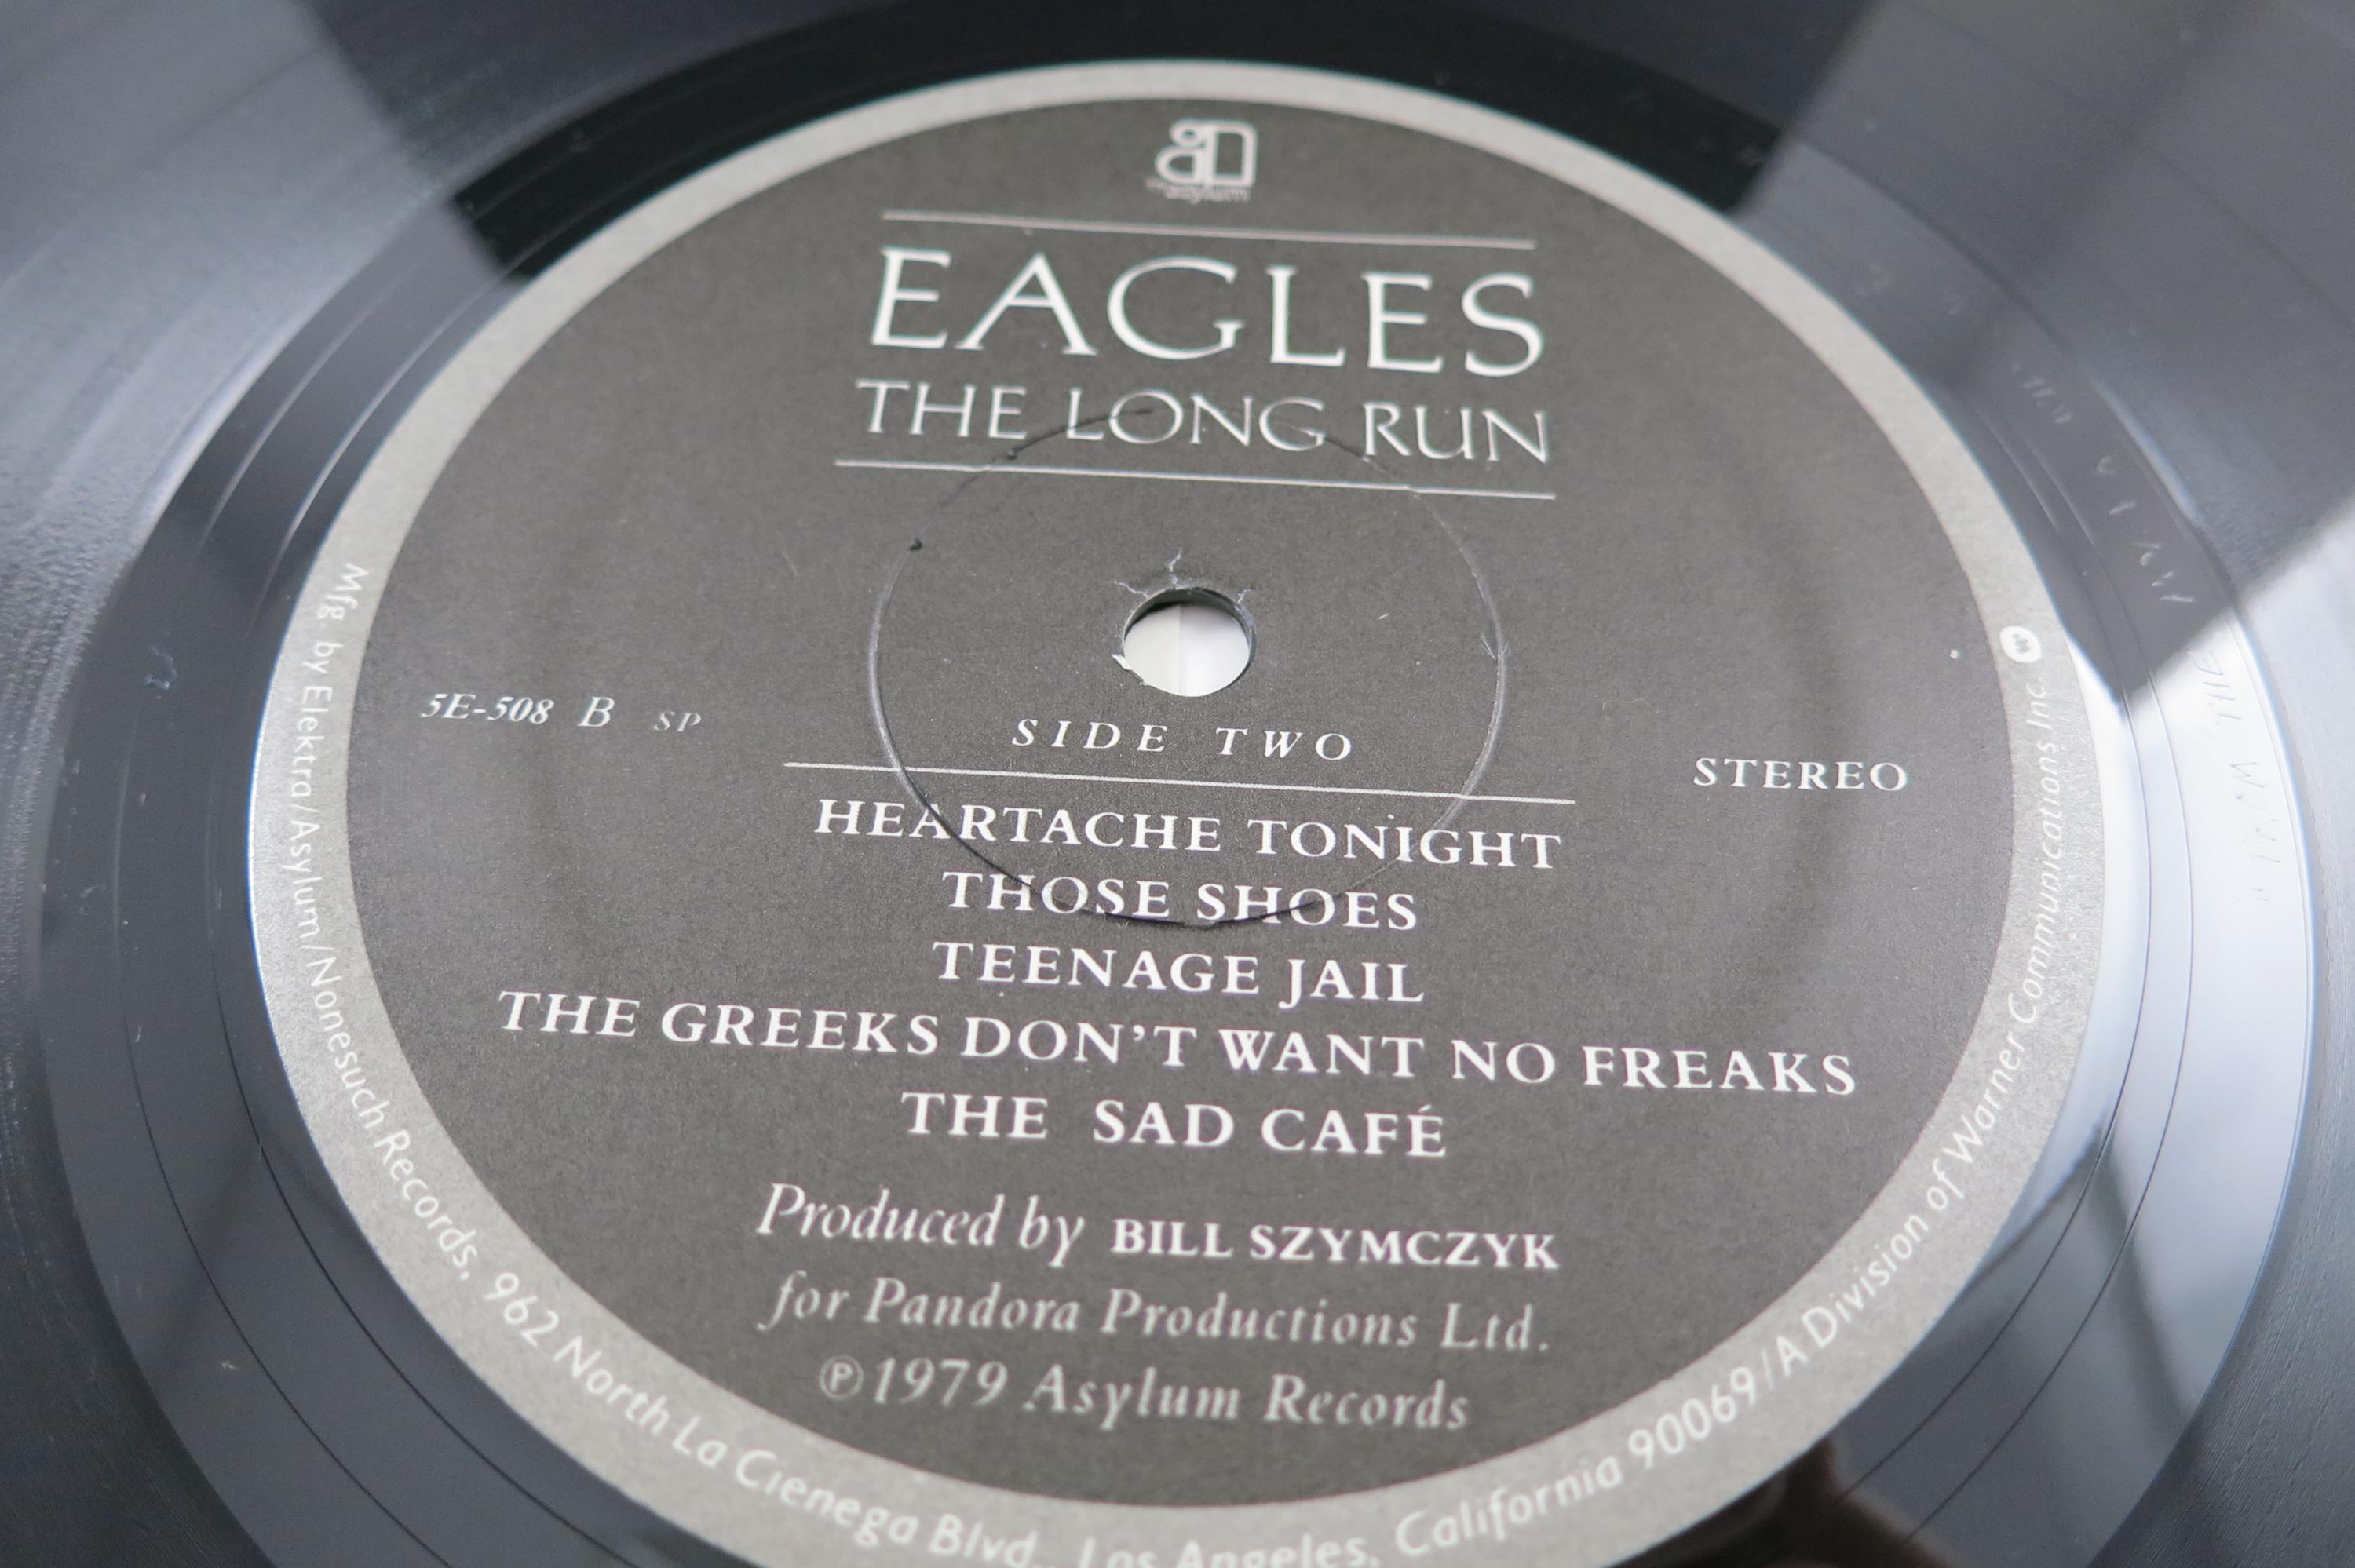 asylum
EAGLES
THE LONG RUN
5E-508 B SP
SIDE TWO
STEREO
HEARTACHE TONIGHT
THOSE SHOES
TEENAGE JAIL
THE GREEKS DON'T WANT NO FREAKS
THE SAD CAFÉ
Produced by BILL SZYMCZYK
for Pandora Productions Ltd.
℗1979 Asylum Records
Mfg. by Elektra/Asylum/Nonesuch Records, 962 North La Cienega Blvd., Los Angeles, California 90069/A Division of Warner Communications Inc.